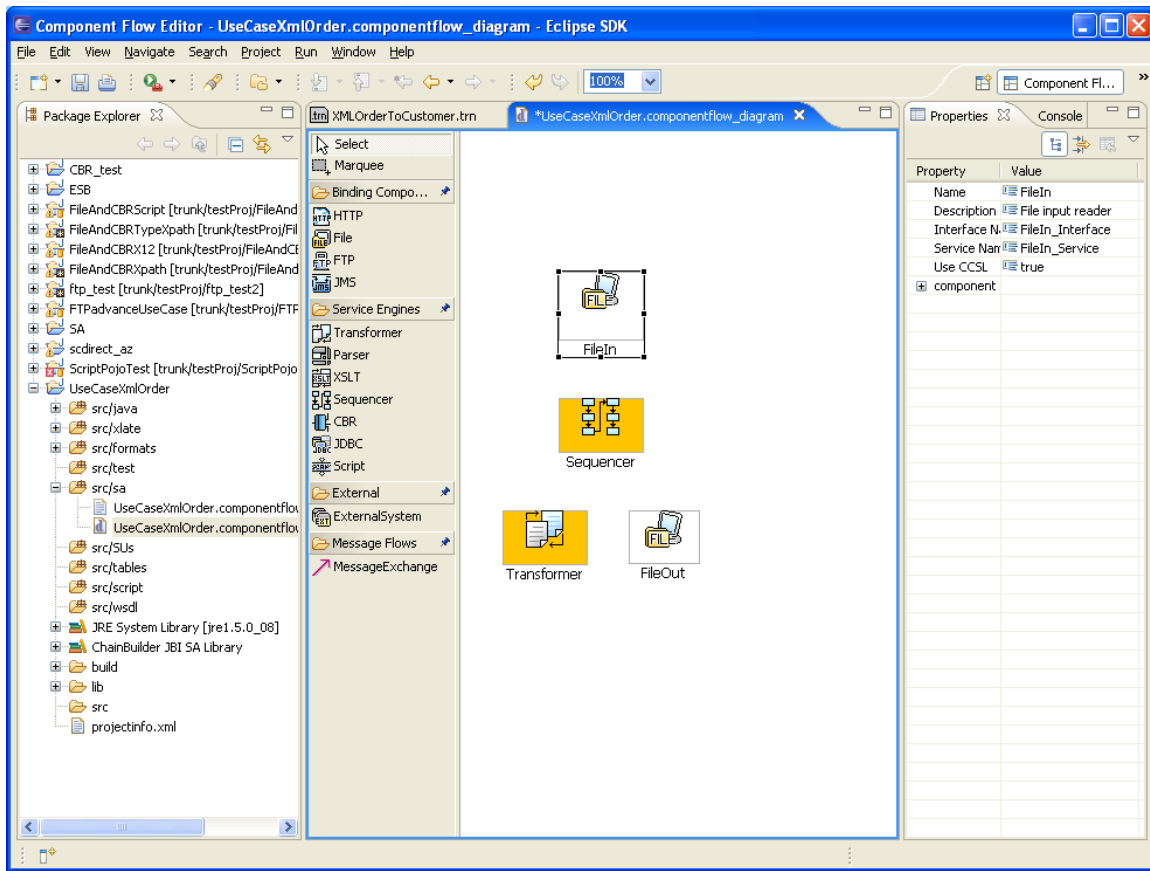 Component Flow Editor - UseCaseXmlOrder.componentflow_diagram - Eclipse SDK
File Edit View Navigate Search Project Run Window Help
100%
Component Fl...
»
Package Explorer
CBR_test
ESB
FileAndCBRScript [trunk/testProj/FileAnd
FileAndCBRTypeXpath [trunk/testProj/Fil
FileAndCBRX12 [trunk/testProj/FileAndCB
FileAndCBRXpath [trunk/testProj/FileAnd
ftp_test [trunk/testProj/ftp_test2]
FTPadvanceUseCase [trunk/testProj/FTP
SA
scdirect_az
ScriptPojoTest [trunk/testProj/ScriptPojo
UseCaseXmlOrder
src/java
src/xlate
src/formats
src/test
src/sa
UseCaseXmlOrder.componentflow
UseCaseXmlOrder.componentflow
src/SUs
src/tables
src/script
src/wsdl
JRE System Library [jre1.5.0_08]
ChainBuilder JBI SA Library
build
lib
src
projectinfo.xml
XMLOrderToCustomer.trn
*UseCaseXmlOrder.componentflow_diagram
Select
Marquee
Binding Compo...
HTTP
File
FTP
JMS
Service Engines
Transformer
Parser
XSLT
Sequencer
CBR
JDBC
Script
External
ExternalSystem
Message Flows
MessageExchange
FILE
FileIn
Sequencer
Transformer
FILE
FileOut
Properties
Console
Property Value
Name FileIn
Description File input reader
Interface N FileIn_Interface
Service Nam FileIn_Service
Use CCSL true
component